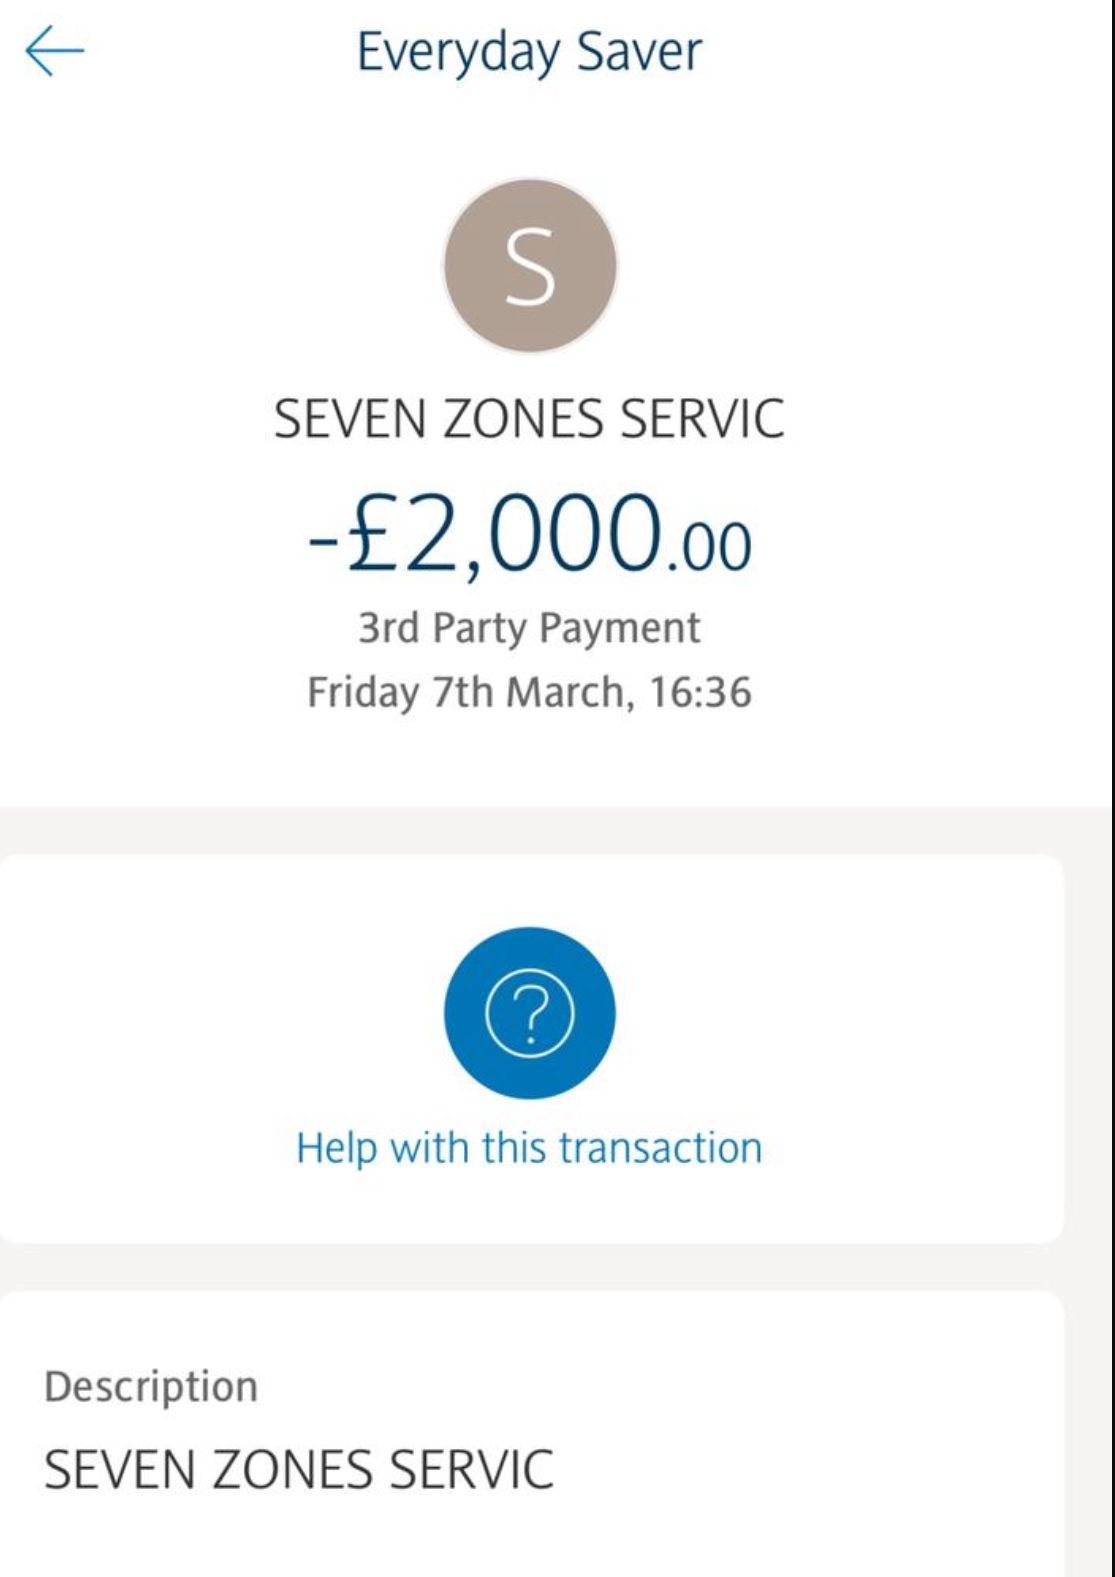 Everyday Saver
S
SEVEN ZONES SERVIC
-£2,000.00
3rd Party Payment
Friday 7th March, 16:36
?
Help with this transaction
Description
SEVEN ZONES SERVIC